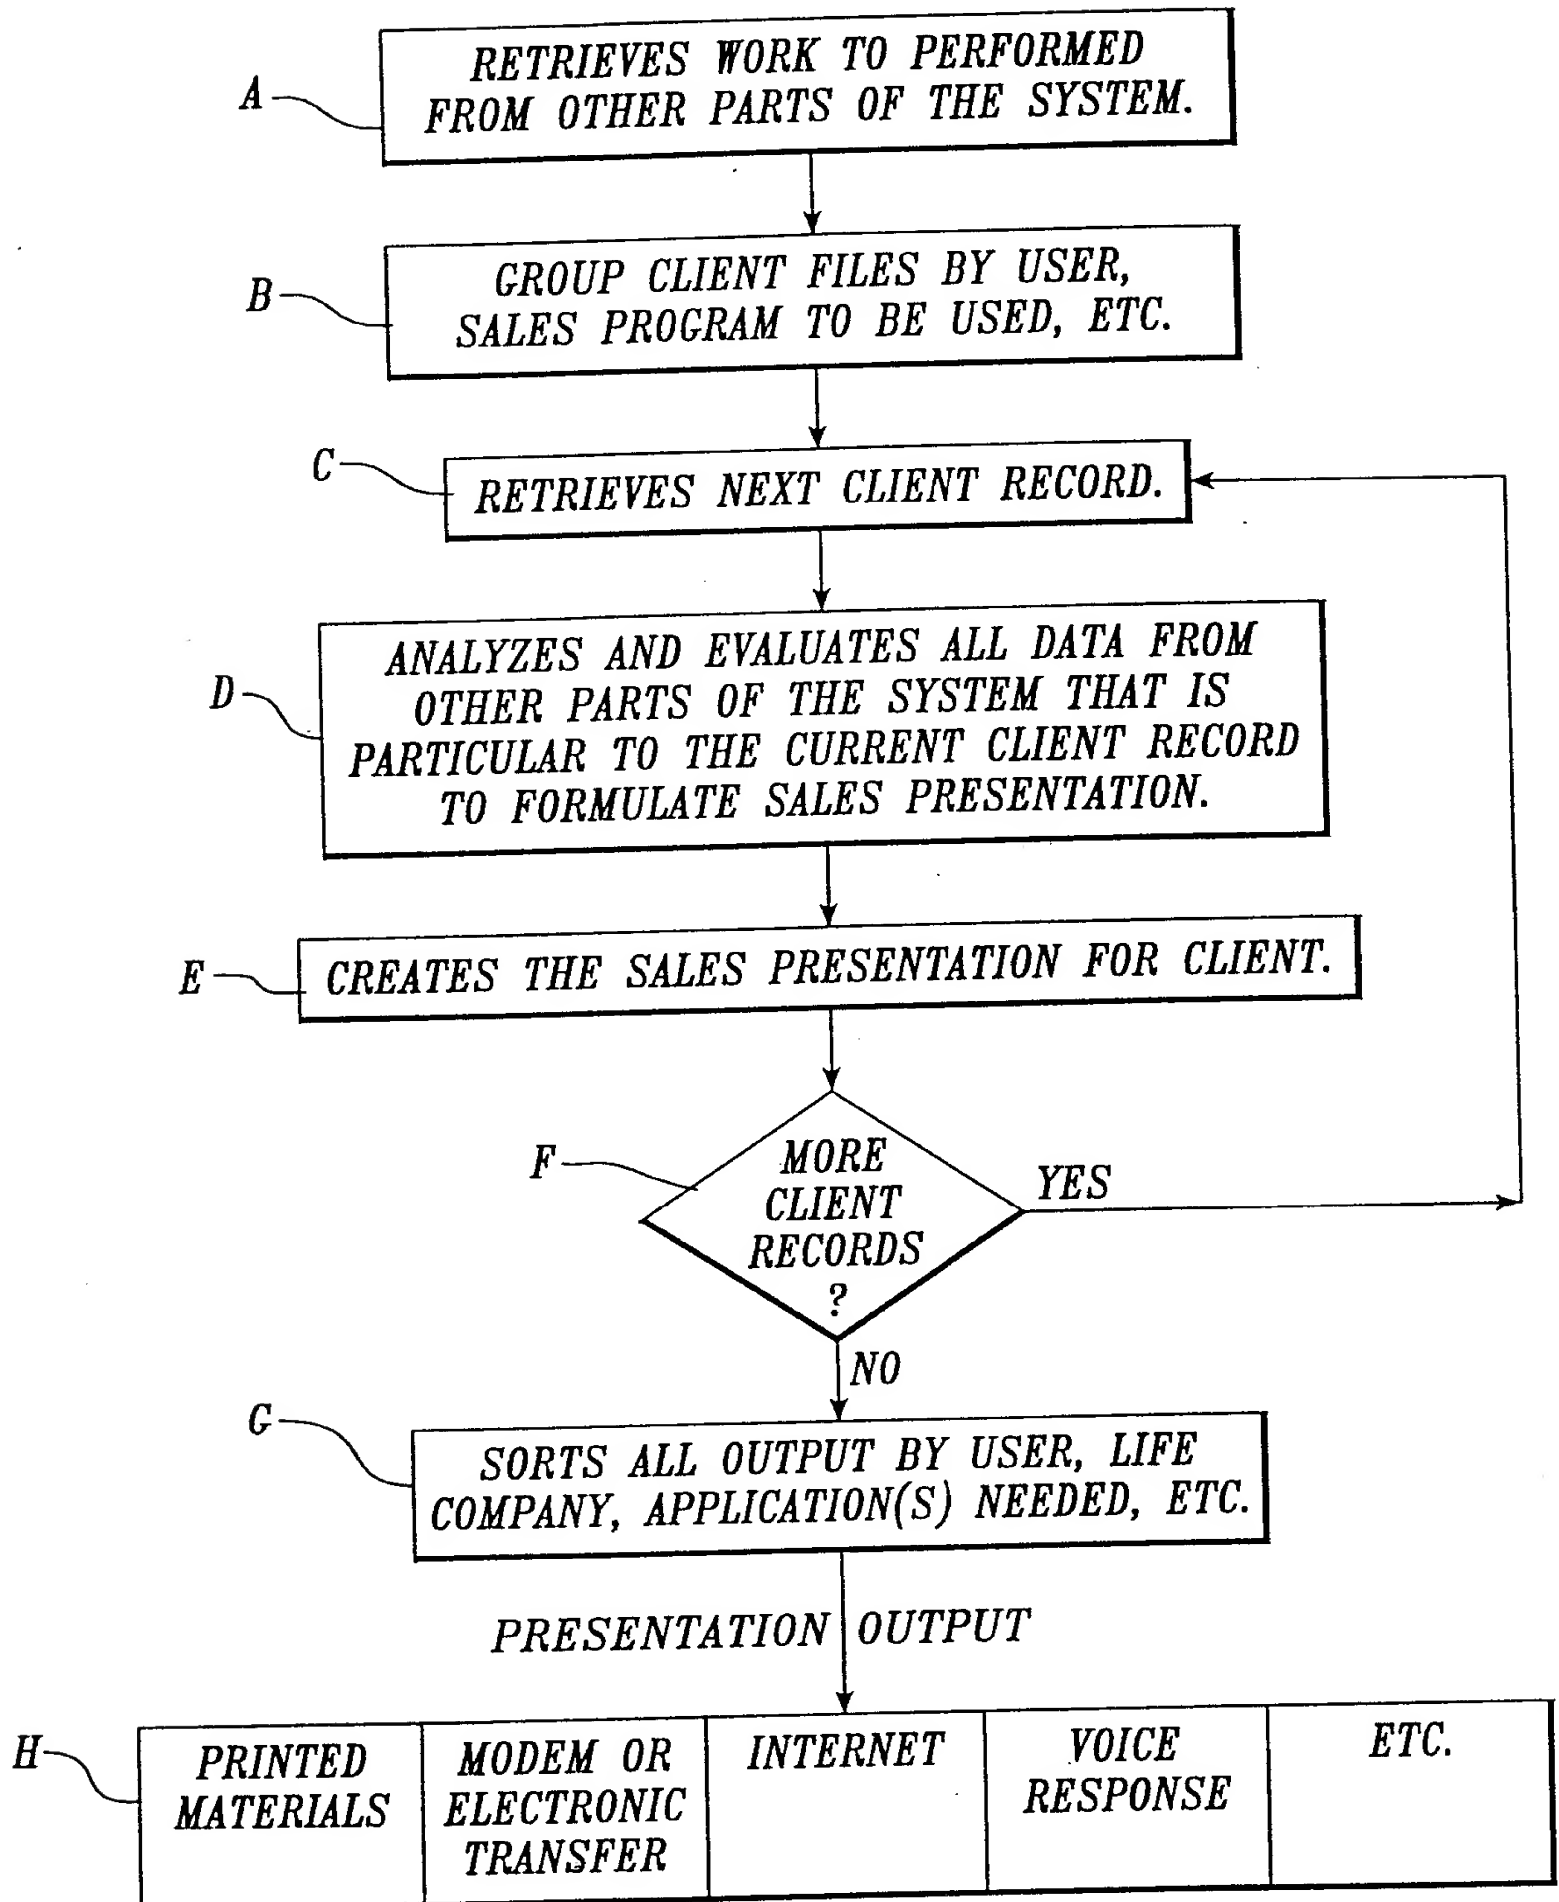 A
RETRIEVES WORK TO PERFORMED
FROM OTHER PARTS OF THE SYSTEM.
B
GROUP CLIENT FILES BY USER,
SALES PROGRAM TO BE USED, ETC.
C
RETRIEVES NEXT CLIENT RECORD.
D
ANALYZES AND EVALUATES ALL DATA FROM
OTHER PARTS OF THE SYSTEM THAT IS
PARTICULAR TO THE CURRENT CLIENT RECORD
TO FORMULATE SALES PRESENTATION.
E
CREATES THE SALES PRESENTATION FOR CLIENT.
F
MORE
CLIENT
RECORDS
?
YES
NO
G
SORTS ALL OUTPUT BY USER, LIFE
COMPANY, APPLICATION(S) NEEDED, ETC.
PRESENTATION OUTPUT
H
PRINTED
MATERIALS
MODEM OR
ELECTRONIC
TRANSFER
INTERNET
VOICE
RESPONSE
ETC.